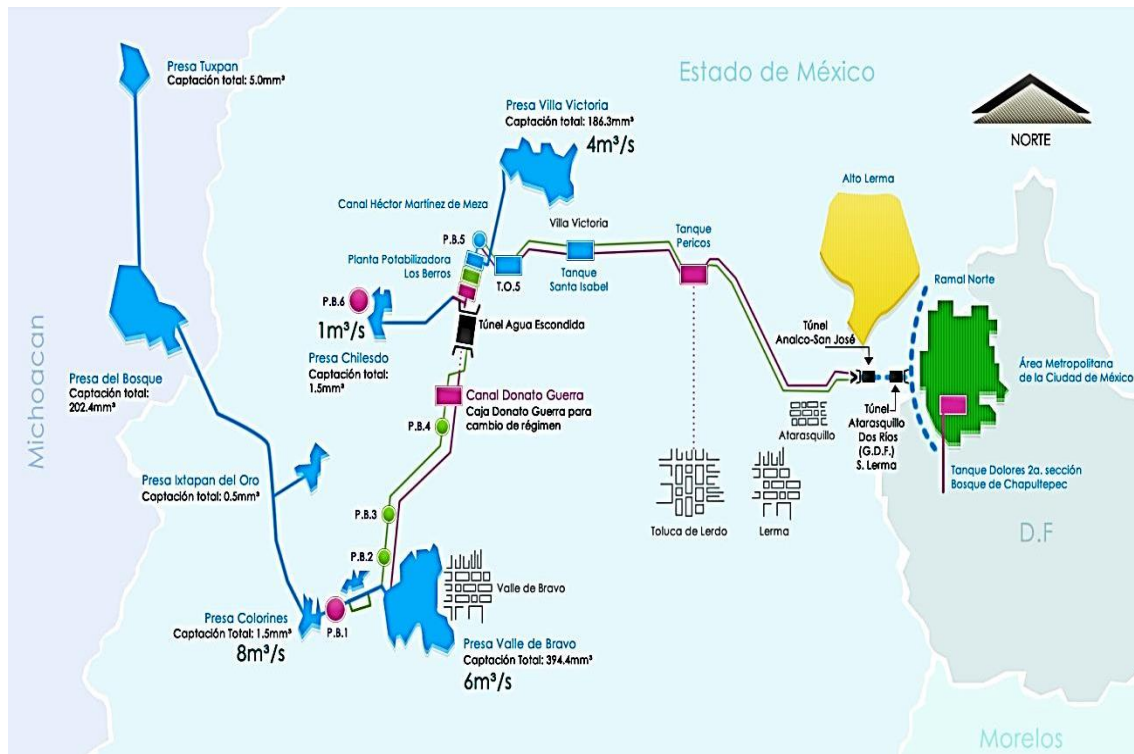 Presa Tuxpan
Captación total: 5.0mm³
Estado de México
Presa Villa Victoria
Captación total: 186.3mm³
4m³/s
NORTE
Alto Lerma
Canal Héctor Martínez de Meza
Villa Victoria
P.B.5
Tanque
Pericos
Planta Potabilizadora
Los Berros
T.O.5
Tanque
Santa Isabel
Ramal Norte
P.B.6
1m³/s
Túnel Agua Escondida
Túnel
Analco-San José
Presa Chilesdo
Captación total:
1.5mm³
Área Metropolitana
de la Ciudad de México
Presa del Bosque
Captación total:
202.4mm³
Canal Donato Guerra
Caja Donato Guerra para
cambio de régimen
P.B.4
Atarasquillo
Túnel
Atarasquillo
Dos Ríos
(G.D.F.)
S. Lerma
Michoacan
Presa Ixtapan del Oro
Captación total: 0.5mm³
Tanque Dolores 2a. sección
Bosque de Chapultepec
P.B.3
Toluca de Lerdo
Lerma
D.F
P.B.2
Valle de Bravo
Presa Colorines
Captación Total: 1.5mm³
8m³/s
P.B.1
Presa Valle de Bravo
Captación Total: 394.4mm³
6m³/s
Morelos